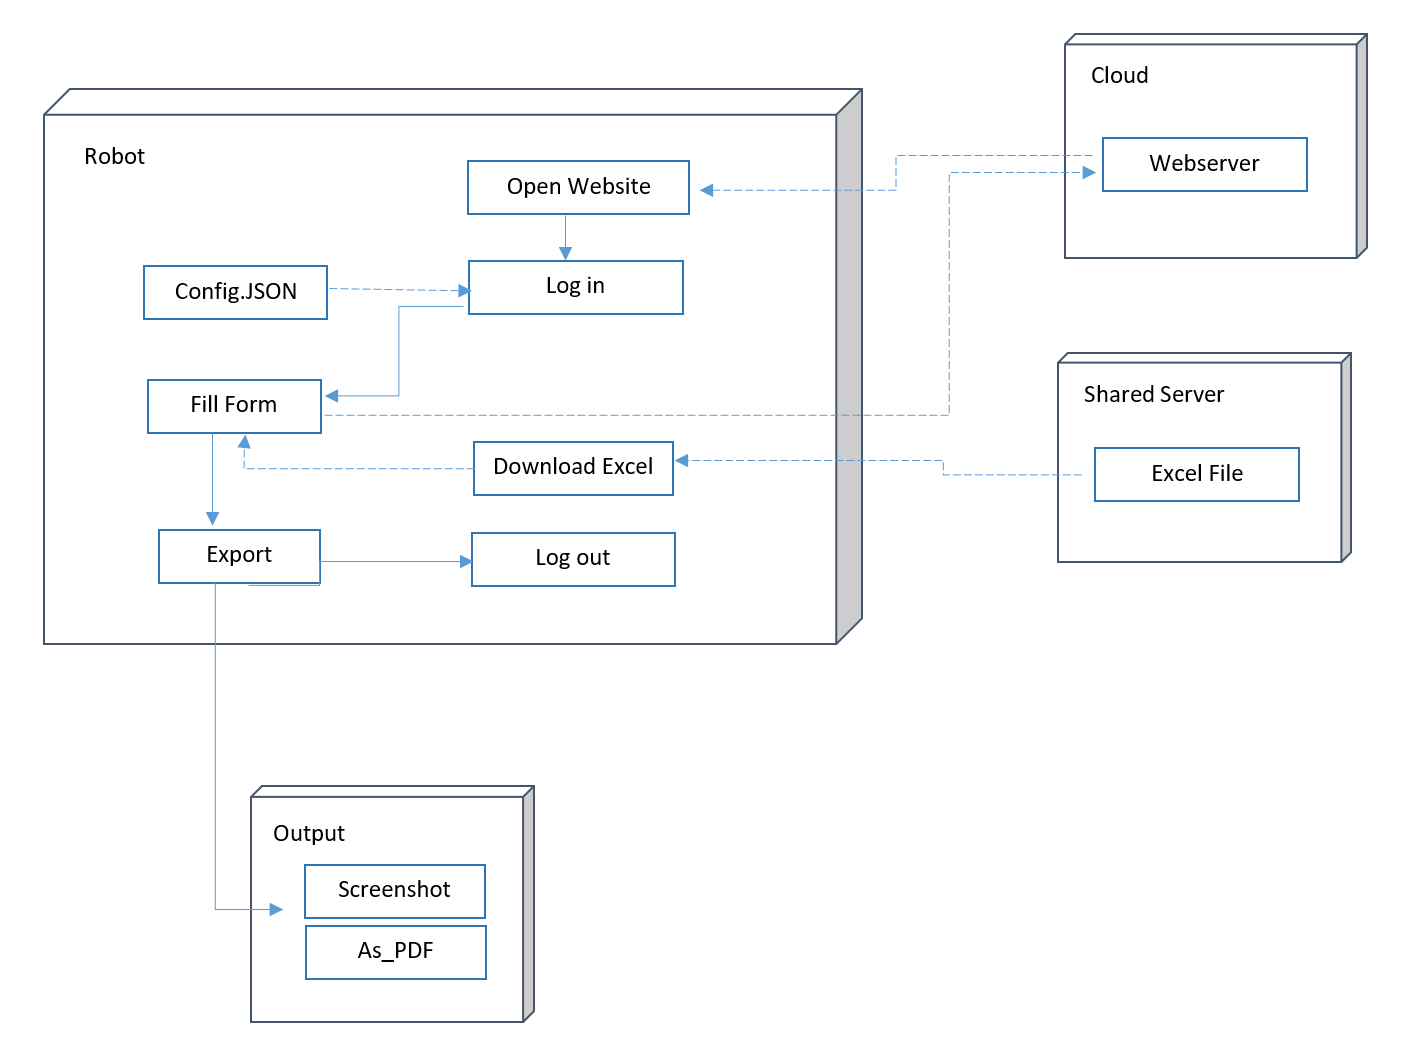 Cloud
Robot
Webserver
Open Website
Config.JSON
Log in
Shared Server
Fill Form
Download Excel
Excel File
Export
Log out
Output
Screenshot
As_PDF